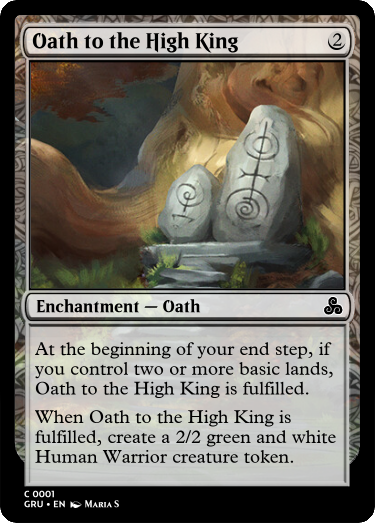 Oath to the High King 2
Enchantment — Oath
At the beginning of your end step, if
you control two or more basic lands,
Oath to the High King is fulfilled.
When Oath to the High King is
fulfilled, create a 2/2 green and white
Human Warrior creature token.
C 0001
GRU • EN Maria S